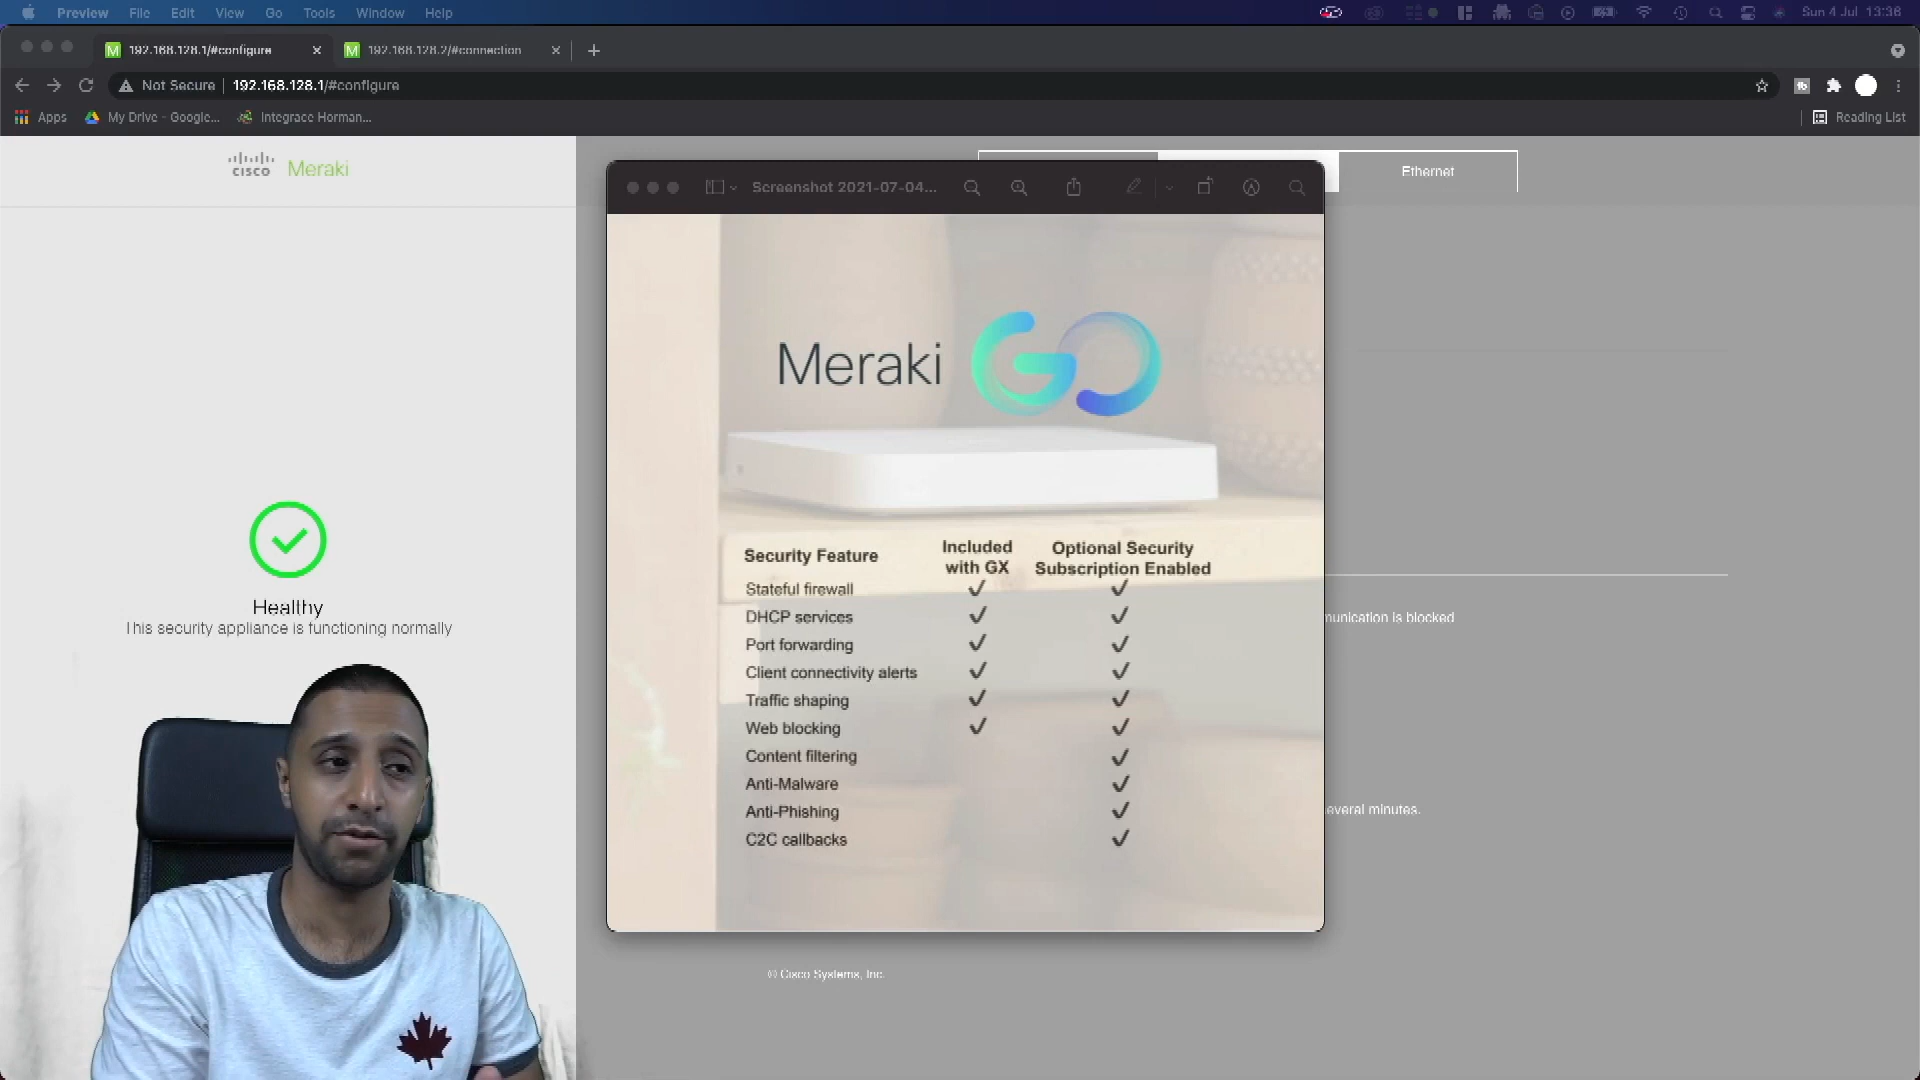 Preview File Edit View Go Tools Window Help Sun 4 Jul 13:36
192.168.128.1/#configure 192.168.128.2/#connection
Not Secure 192.168.128.1/#configure
Apps My Drive - Google... Integrace Horman... Reading List
CISCO Meraki
Ethernet
Screenshot 2021-07-04...
Meraki GO
Security Feature Included with GX Optional Security Subscription Enabled
Stateful firewall ✓ ✓
DHCP services ✓ ✓
Port forwarding ✓ ✓
Client connectivity alerts ✓ ✓
Traffic shaping ✓ ✓
Web blocking ✓ ✓
Content filtering ✓
Anti-Malware ✓
Anti-Phishing ✓
C2C callbacks ✓
Healthy
This security appliance is functioning normally
munication is blocked
everal minutes.
© Cisco Systems, Inc.